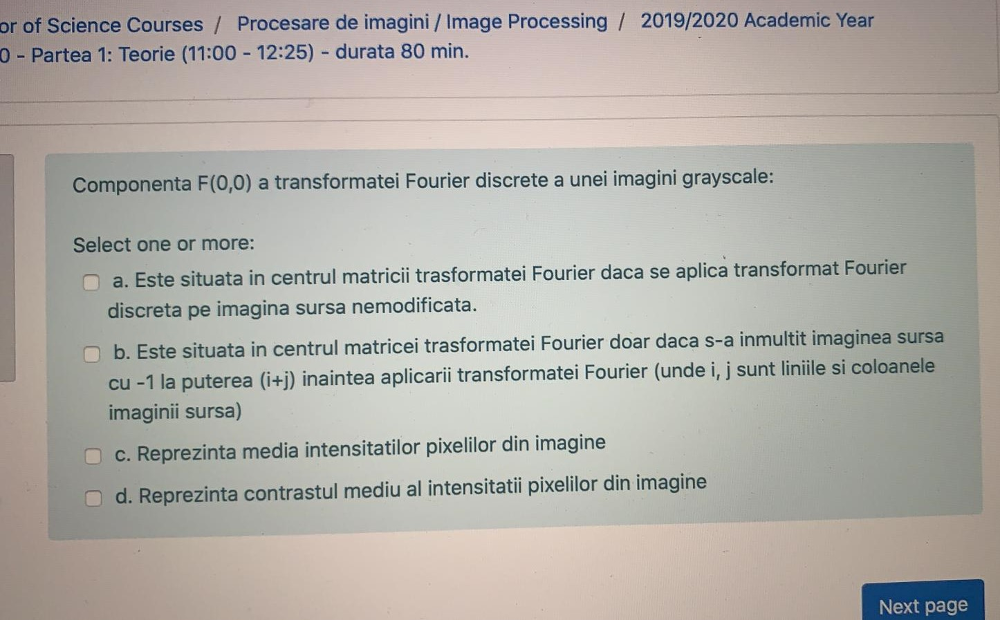 or of Science Courses / Procesare de imagini / Image Processing / 2019/2020 Academic Year
0 - Partea 1: Teorie (11:00 - 12:25) - durata 80 min.
Componenta F(0,0) a transformatei Fourier discrete a unei imagini grayscale:
Select one or more:
a. Este situata in centrul matricii trasformatei Fourier daca se aplica transformat Fourier
discreta pe imagina sursa nemodificata.
b. Este situata in centrul matricei trasformatei Fourier doar daca s-a inmultit imaginea sursa
cu -1 la puterea (i+j) inaintea aplicarii transformatei Fourier (unde i, j sunt liniile si coloanele
imaginii sursa)
c. Reprezinta media intensitatilor pixelilor din imagine
d. Reprezinta contrastul mediu al intensitatii pixelilor din imagine
Next page